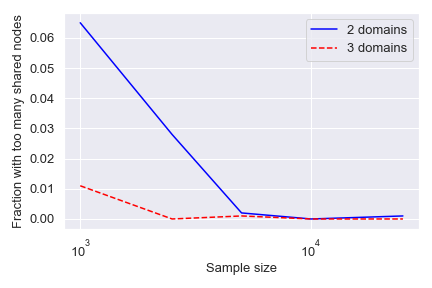 Fraction with too many shared nodes
0.06
0.05
0.04
0.03
0.02
0.01
0.00
2 domains
3 domains
10³
10⁴
Sample size